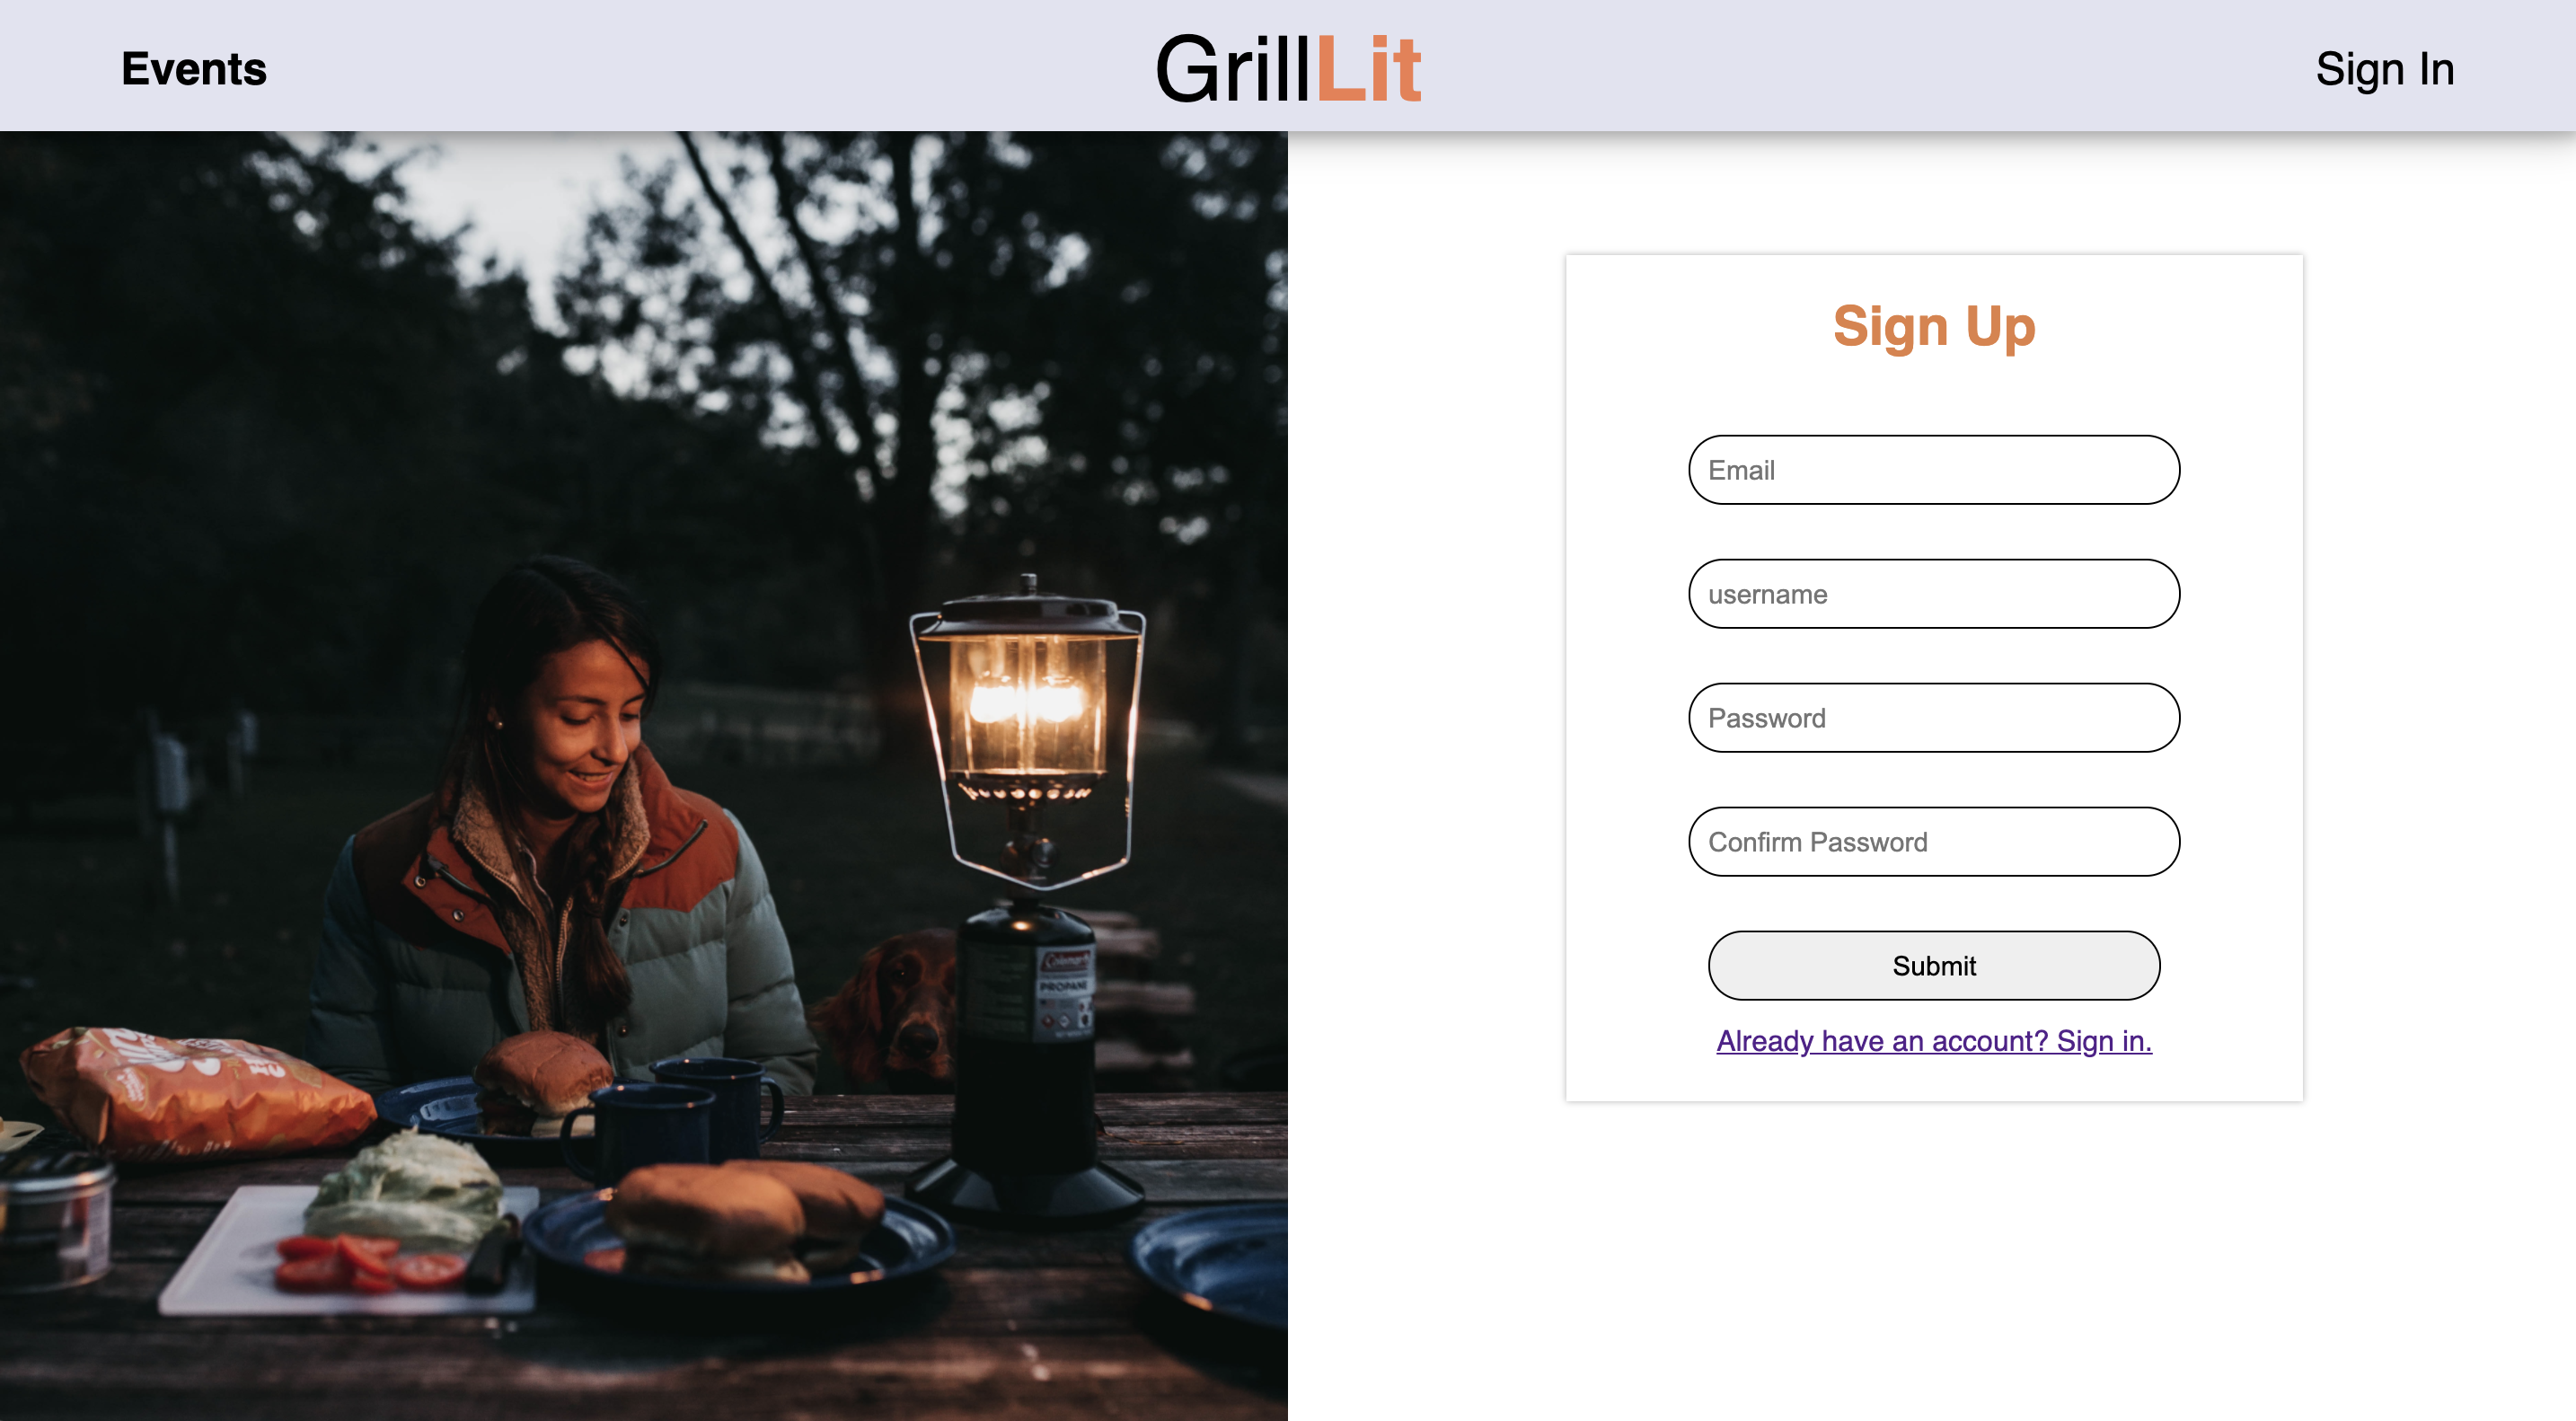 Events
GrillLit
Sign In
Sign Up
Email
username
Password
Confirm Password
Submit
Already have an account? Sign in.
Coleman
PROPANE